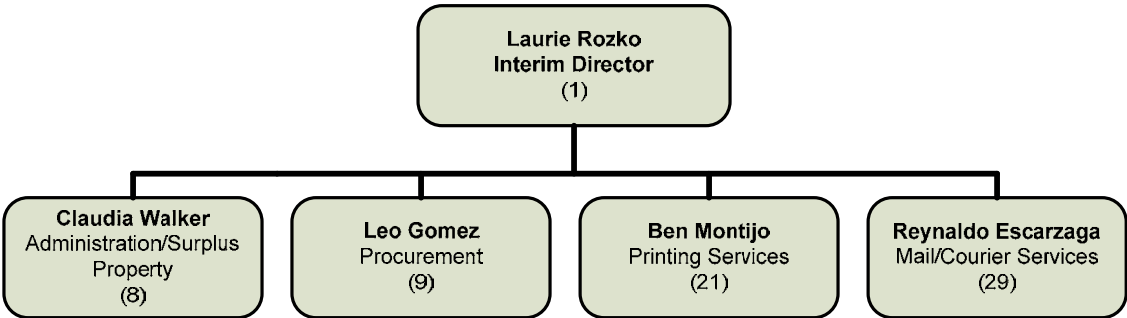 Laurie Rozko
Interim Director
(1)
Claudia Walker
Administration/Surplus
Property
(8)
Leo Gomez
Procurement
(9)
Ben Montijo
Printing Services
(21)
Reynaldo Escarzaga
Mail/Courier Services
(29)